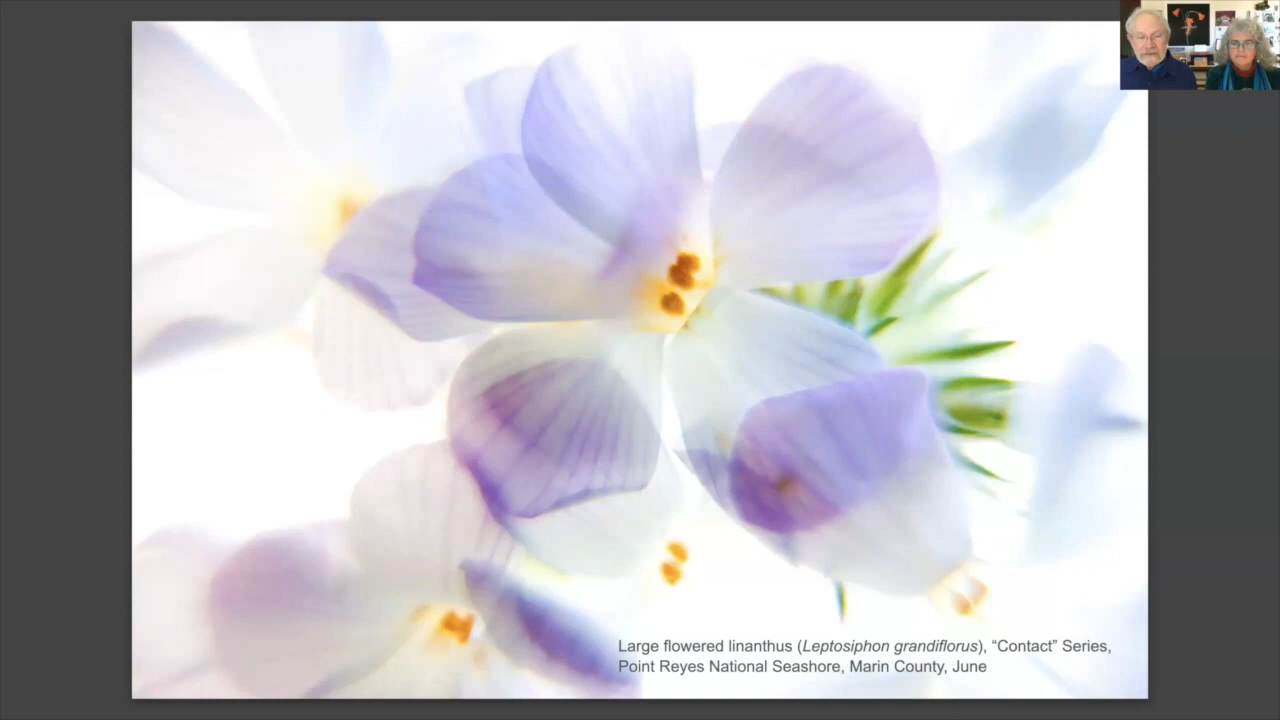 Large flowered linanthus (Leptosiphon grandiflorus), “Contact” Series,
Point Reyes National Seashore, Marin County, June